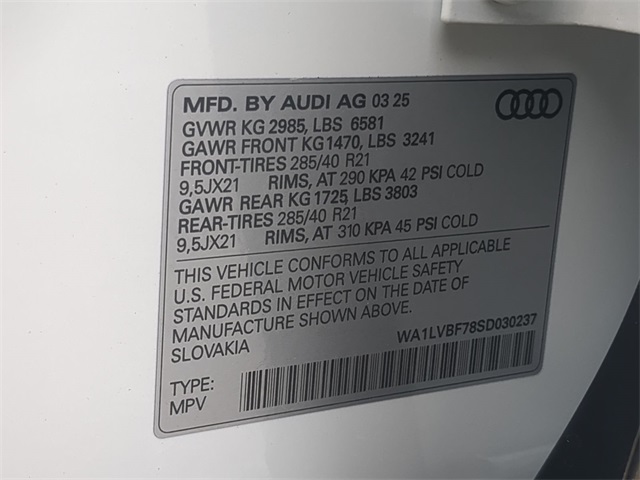 MFD. BY AUDI AG 03 25
GVWR KG 2985, LBS 6581
GAWR FRONT KG1470, LBS 3241
FRONT-TIRES 285/40 R21
9,5JX21 RIMS, AT 290 KPA 42 PSI COLD
GAWR REAR KG 1725, LBS 3803
REAR-TIRES 285/40 R21
9,5JX21 RIMS, AT 310 KPA 45 PSI COLD
THIS VEHICLE CONFORMS TO ALL APPLICABLE
U.S. FEDERAL MOTOR VEHICLE SAFETY
STANDARDS IN EFFECT ON THE DATE OF
MANUFACTURE SHOWN ABOVE.
SLOVAKIA WA1LVBF78SD030237
TYPE:
MPV